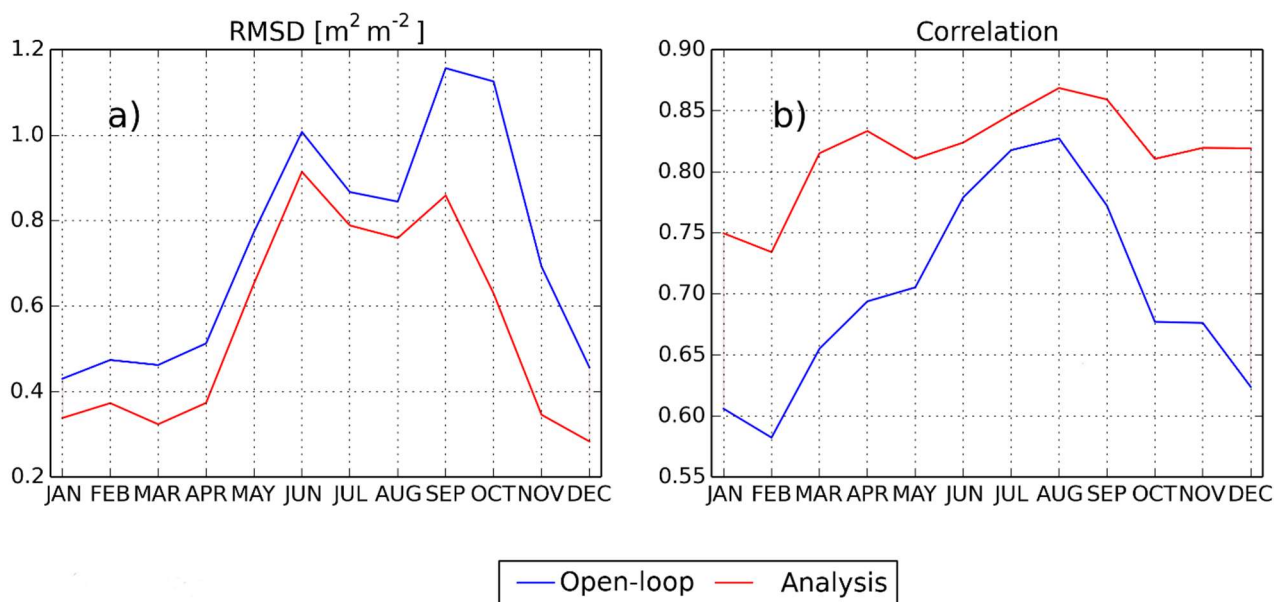 RMSD [m² m⁻²]
a)
1.2
1.0
0.8
0.6
0.4
0.2
JAN FEB MAR APR MAY JUN JUL AUG SEP OCT NOV DEC
Correlation
b)
0.90
0.85
0.80
0.75
0.70
0.65
0.60
0.55
JAN FEB MAR APR MAY JUN JUL AUG SEP OCT NOV DEC
Open-loop Analysis